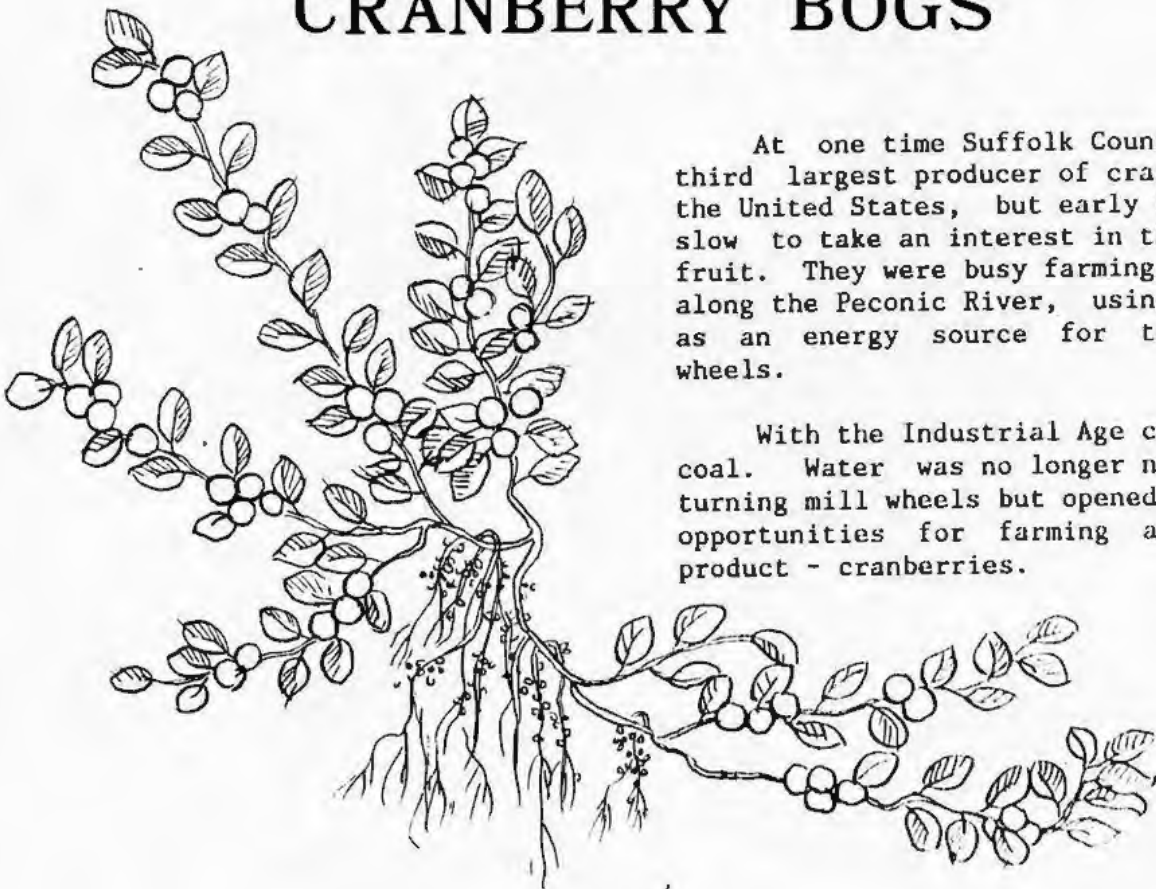 CRANBERRY BOGS
At one time Suffolk Coun
third largest producer of cra
the United States, but early
slow to take an interest in t
fruit. They were busy farming
along the Peconic River, usin
as an energy source for t
wheels.
With the Industrial Age c
coal. Water was no longer n
turning mill wheels but opened
opportunities for farming a
product - cranberries.